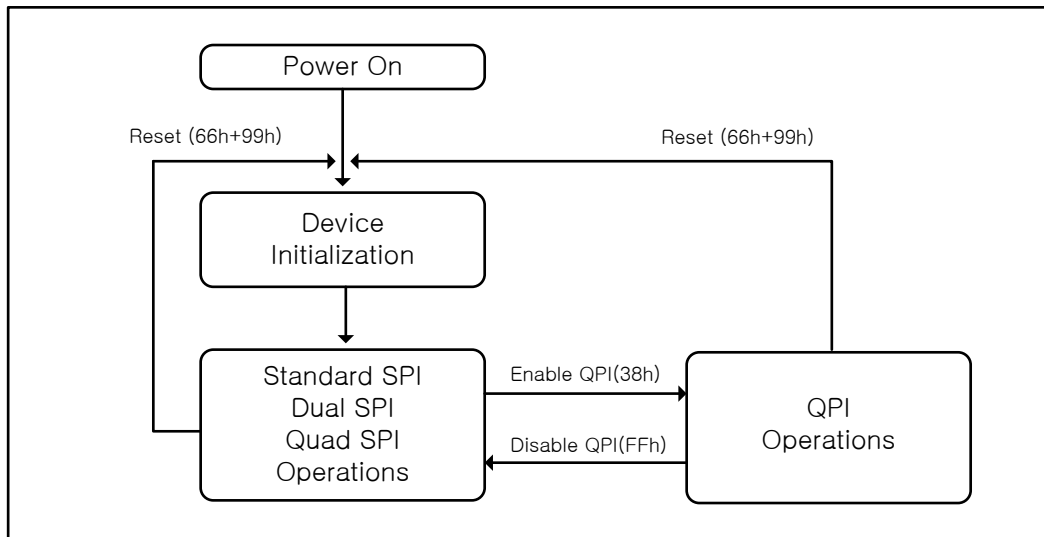 Power On
Reset (66h+99h)
Reset (66h+99h)
Device
Initialization
Standard SPI
Dual SPI
Quad SPI
Operations
Enable QPI(38h)
Disable QPI(FFh)
QPI
Operations